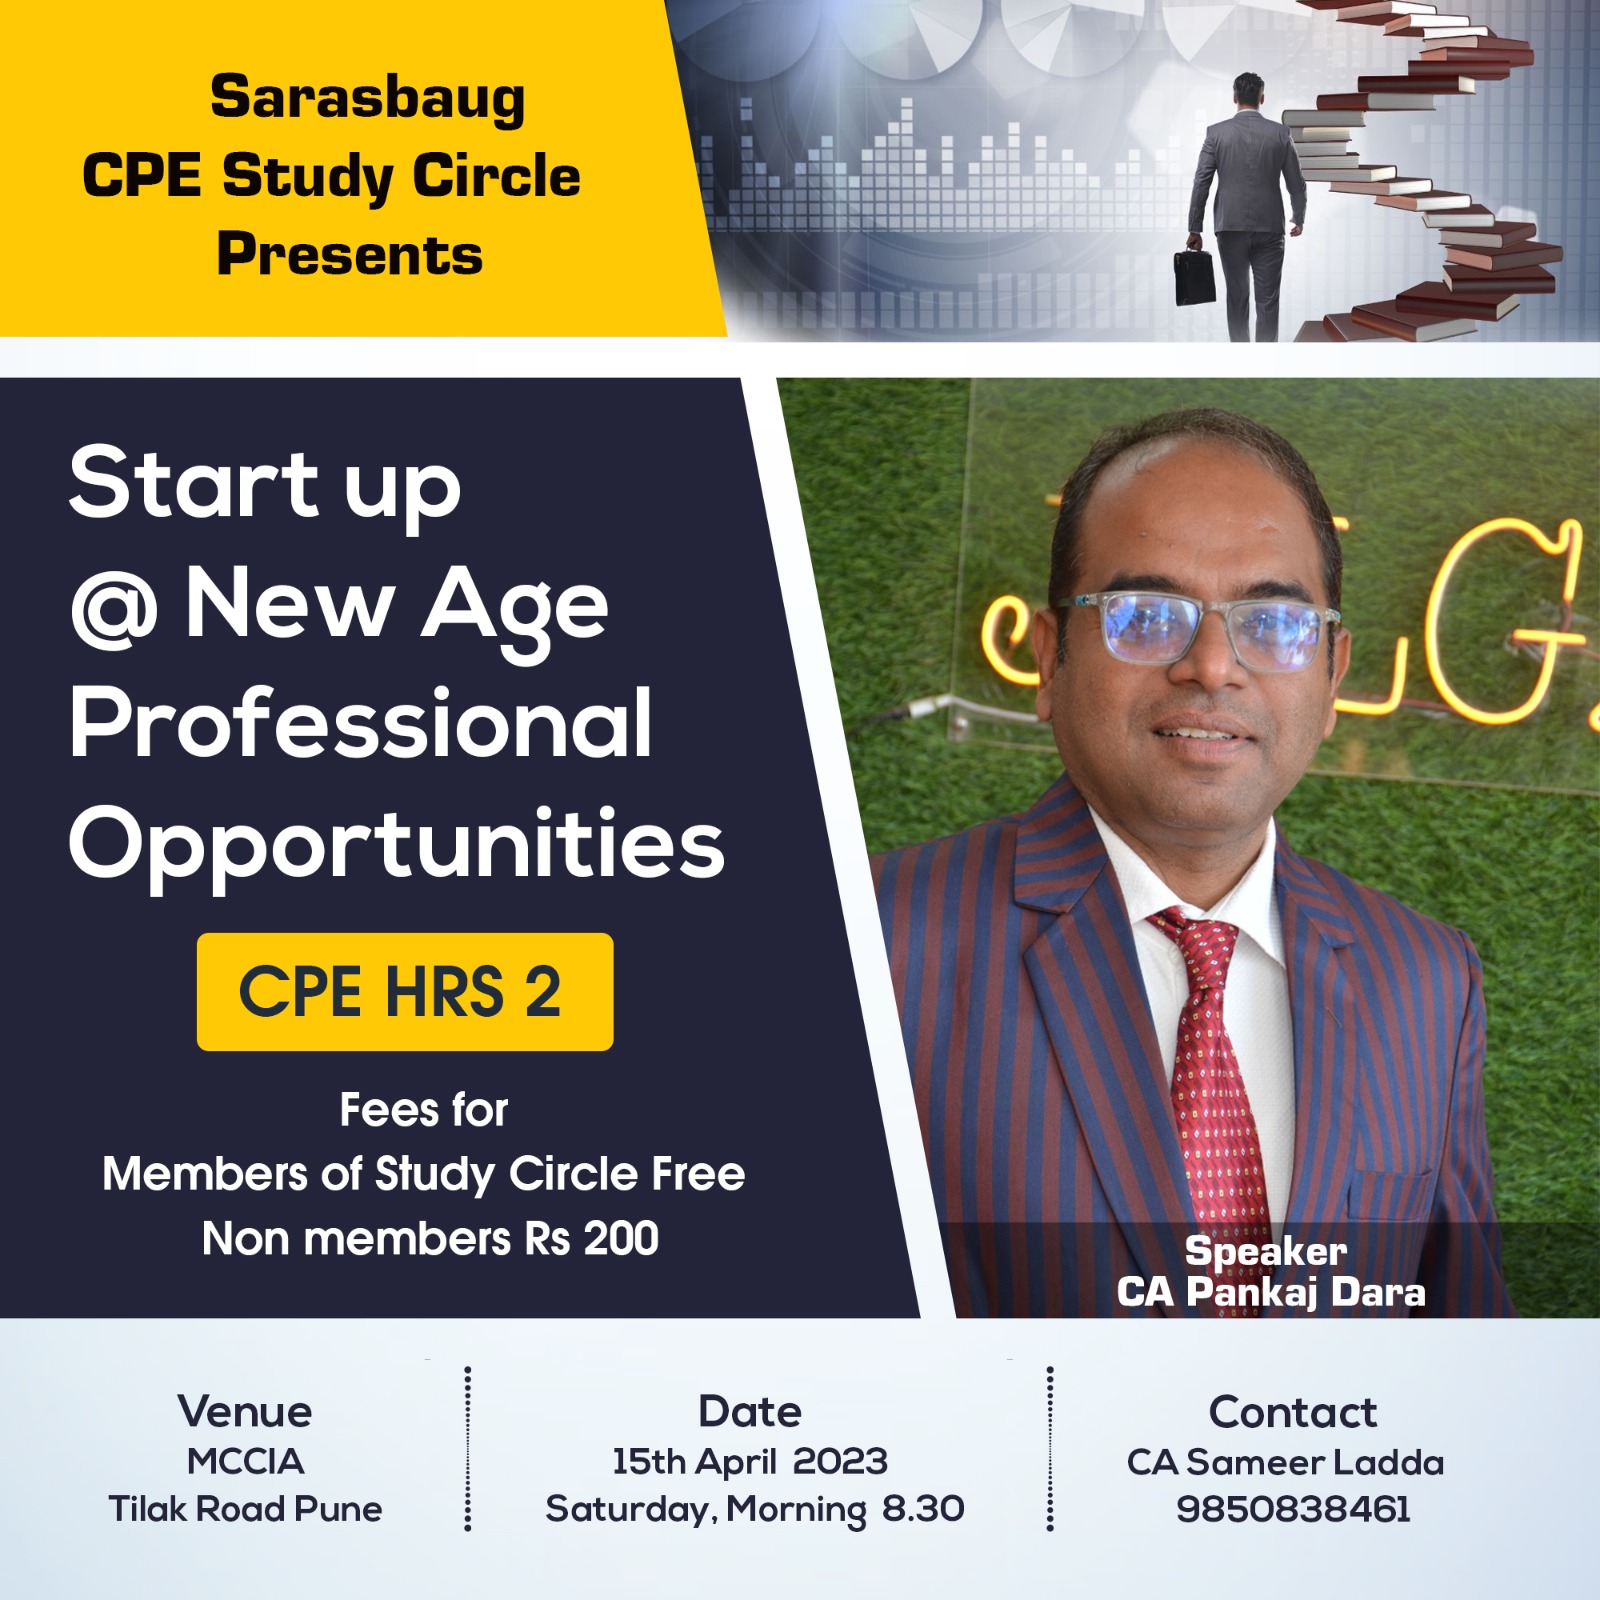 Sarasbaug
CPE Study Circle
Presents
Start up
@ New Age
Professional
Opportunities
CPE HRS 2
Fees for
Members of Study Circle Free
Non members Rs 200
Speaker
CA Pankaj Dara
Venue
MCCIA
Tilak Road Pune
Date
15th April 2023
Saturday, Morning 8.30
Contact
CA Sameer Ladda
9850838461